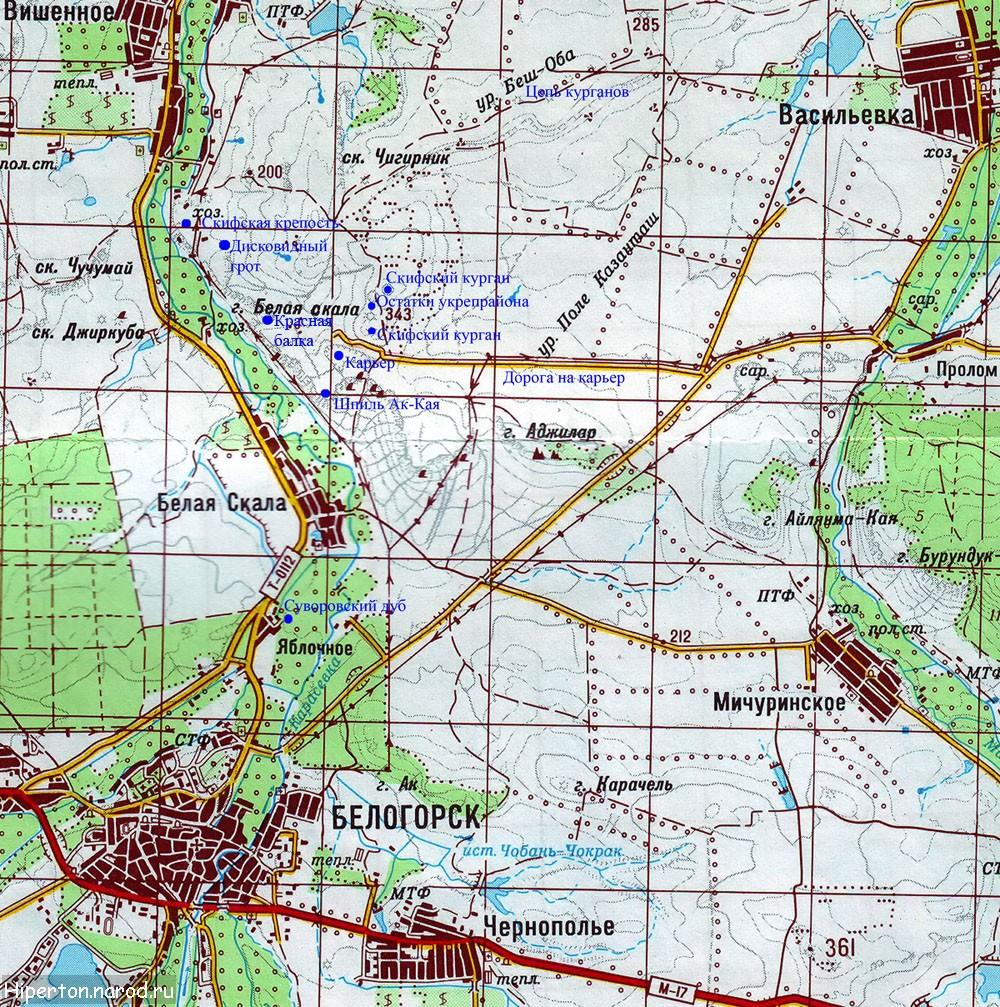 Вишенное
ПТФ
285
тепл.
ур. Беш-Оба
Цепь курганов
Васильевка
хоз.
пол.ст.
ск. Чигирник
200
хоз.
Скифская крепость
Дисковидный
грот
ск. Чучумай
Скифский курган
Остатки укрепрайона
г. Белая скала
343
ур. Поле Казанташ
сар.
ск. Джиркуба
хоз.
Красная
балка
Скифский курган
Карьер
Дорога на карьер
сар.
Пролом
Шпиль Ак-Кая
г. Аджилар
Белая Скала
г. Айлянма-Кая
г. Бурундук-
Т-0112
ПТФ
хоз.
Суворовский дуб
пол.ст.
Яблочное
212
Карасевка
МТФ
Мичуринское
СТФ
г. Ак
г. Карачель
БЕЛОГОРСК
тепл.
ист. Чобань-Чокрак
МТФ
Чернополье
361
тепл.
М-17
Hiperton.narod.ru